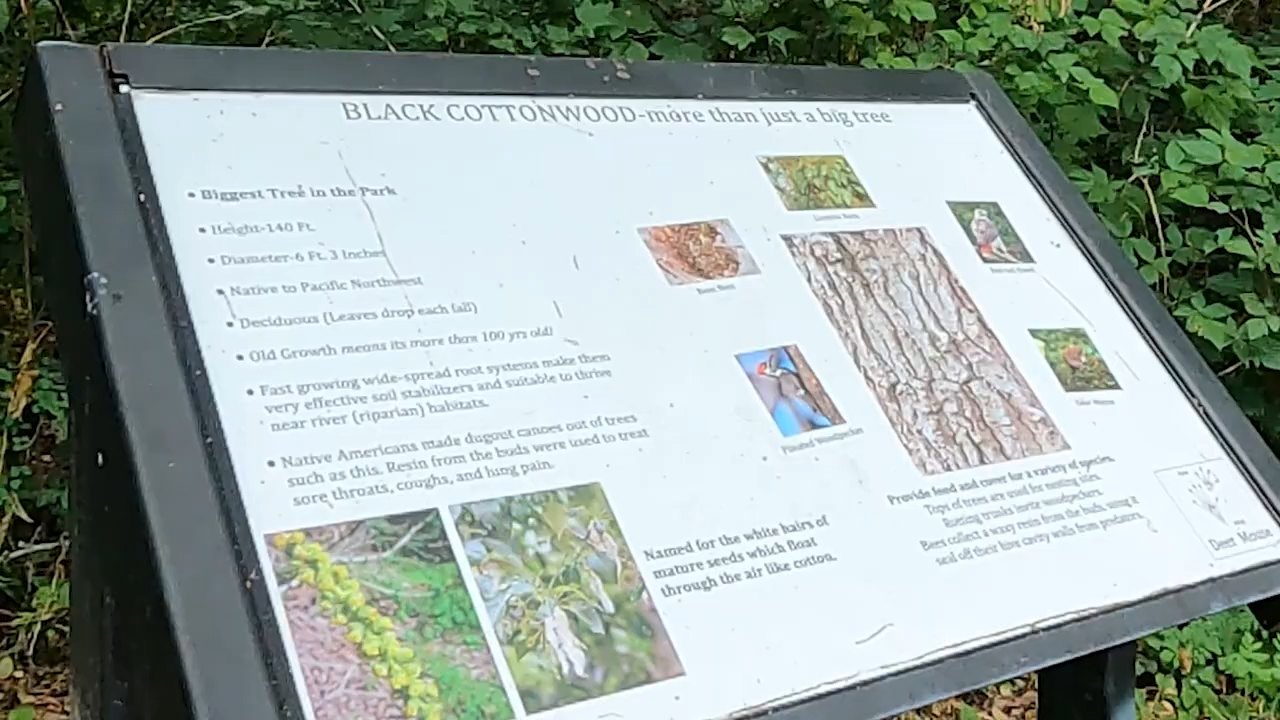 BLACK COTTONWOOD-more than just a big tree
• Biggest Tree in the Park
• Height-140 Ft.
• Diameter-6 Ft. 3 Inches
• Native to Pacific Northwest
• Deciduous (Leaves drop each fall)
• Old Growth means its more than 100 yrs old!
• Fast growing wide-spread root systems make them
very effective soil stabilizers and suitable to thrive
near river (riparian) habitats.
• Native Americans made dugout canoes out of trees
such as this. Resin from the buds were used to treat
sore throats, coughs, and lung pain.
Named for the white hairs of
mature seeds which float
through the air like cotton.
Pileated Woodpecker
Provide feed and cover for a variety of species.
Tops of trees are used for nesting sites.
Rotting trunks invite woodpeckers.
Bees collect a waxy resin from the buds using it
seal off their hive cavity walls from predators.
Deer Mouse